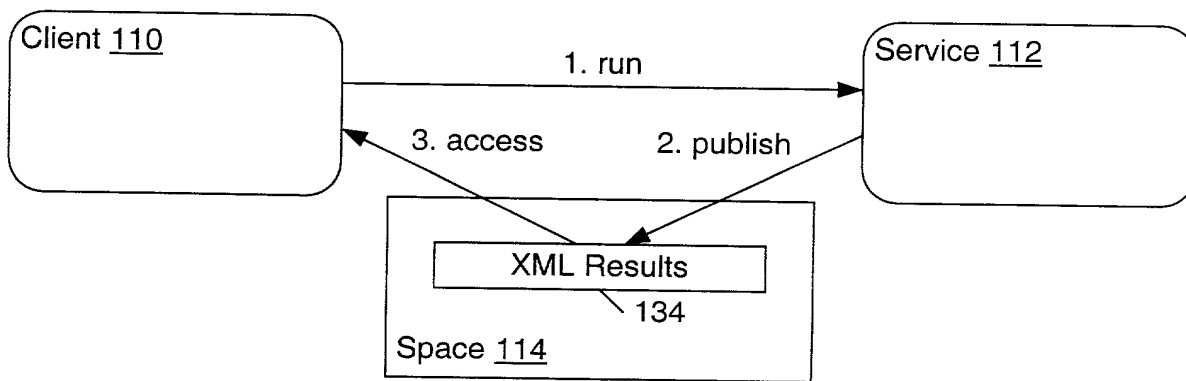 Client 110
Service 112
1. run
3. access
2. publish
XML Results
134
Space 114